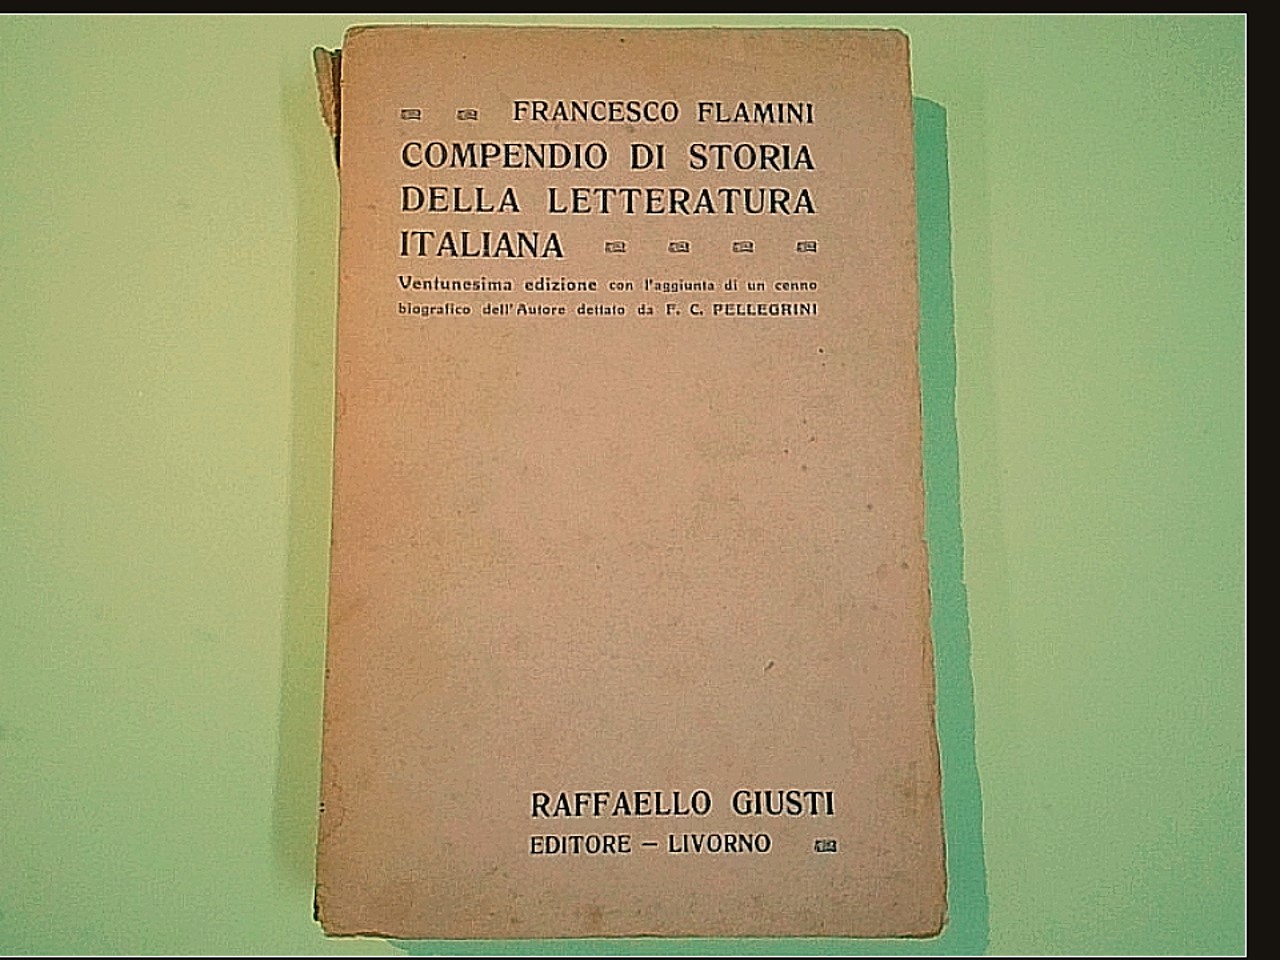 FRANCESCO FLAMINI
COMPENDIO DI STORIA
DELLA LETTERATURA
ITALIANA
Ventunesima edizione con l'aggiunta di un cenno
biografico dell'Autore dettato da F. C. PELLEGRINI
RAFFAELLO GIUSTI
EDITORE – LIVORNO